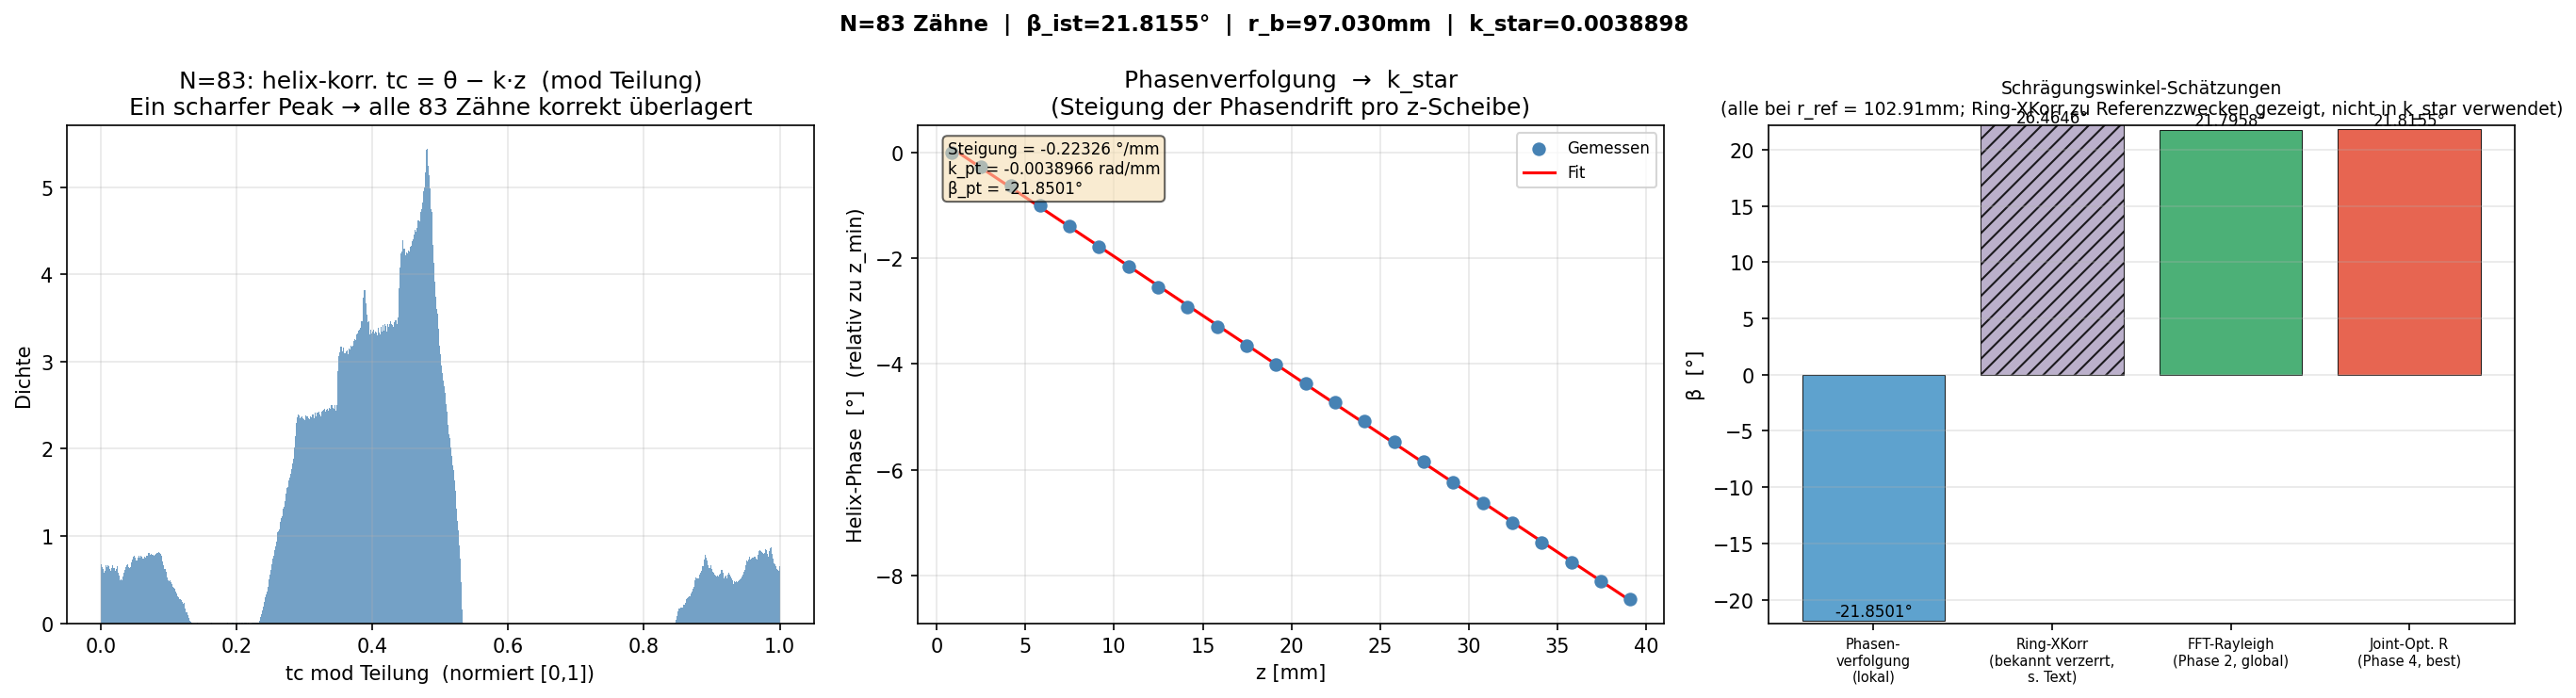 N=83 Zähne | β_ist=21.8155° | r_b=97.030mm | k_star=0.0038898
N=83: helix-korr. tc = θ − k·z (mod Teilung)
Ein scharfer Peak → alle 83 Zähne korrekt überlagert
Dichte
5
4
3
2
1
0
0.0 0.2 0.4 0.6 0.8 1.0
tc mod Teilung (normiert [0,1])
Phasenverfolgung → k_star
(Steigung der Phasendrift pro z-Scheibe)
Steigung = -0.22326 °/mm
k_pt = -0.0038966 rad/mm
β_pt = -21.8501°
Gemessen
Fit
Helix-Phase [°] (relativ zu z_min)
0
−2
−4
−6
−8
0 5 10 15 20 25 30 35 40
z [mm]
Schrägungswinkel-Schätzungen
(alle bei r_ref = 102.91mm; Ring-XKorr zu Referenzzwecken gezeigt, nicht in k_star verwendet)
26.4646° 21.7958° 21.8155°
β [°]
20
15
10
5
0
−5
−10
−15
−20
-21.8501°
Phasen-
verfolgung
(lokal)
Ring-XKorr
(bekannt verzerrt,
s. Text)
FFT-Rayleigh
(Phase 2, global)
Joint-Opt. R
(Phase 4, best)